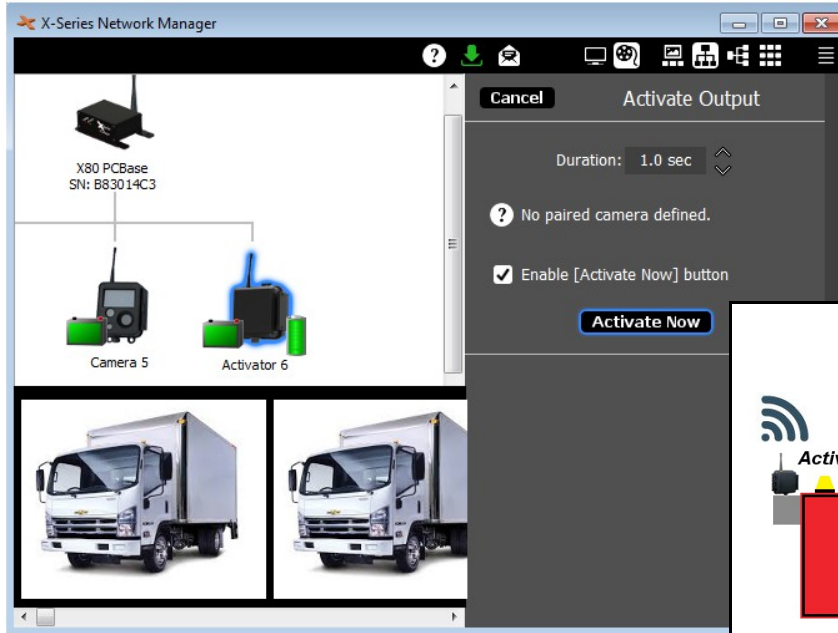 X-Series Network Manager
Cancel
Activate Output
X80 PCBase
SN: B83014C3
Duration: 1.0 sec
? No paired camera defined.
Enable [Activate Now] button
Activate Now
Camera 5
Activator 6